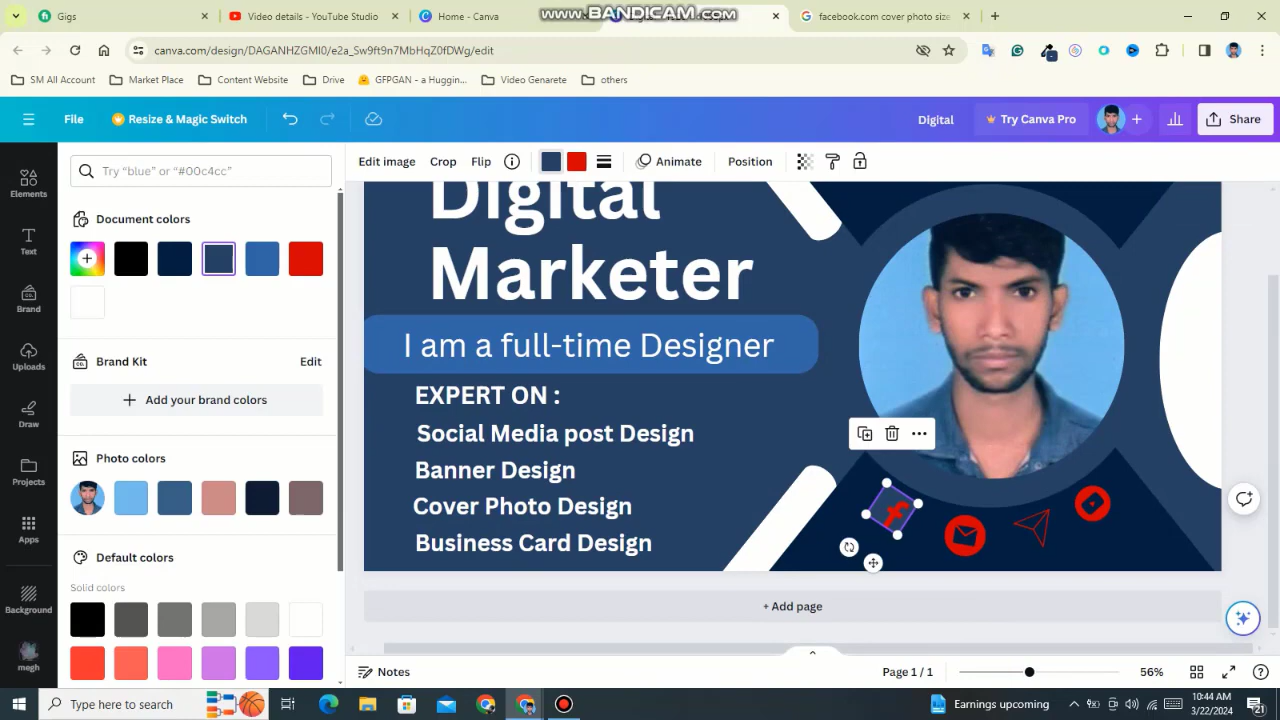 Gigs
Video details - YouTube Studio
Home - Canva
www.BANDICAM.com
facebook.com cover photo size
canva.com/design/DAGANHZGMI0/e2a_Sw9ft9n7MbHqZ0fDWg/edit
SM All Account
Market Place
Content Website
Drive
GFPGAN - a Huggin...
Video Genarete
others
File
Resize & Magic Switch
Digital
Try Canva Pro
Share
Try “blue” or “#00c4cc”
Edit image
Crop
Flip
Animate
Position
Elements
Text
Brand
Uploads
Draw
Projects
Apps
Background
megh
Document colors
Brand Kit
Edit
Add your brand colors
Photo colors
Default colors
Solid colors
Digital
Marketer
I am a full-time Designer
EXPERT ON :
Social Media post Design
Banner Design
Cover Photo Design
Business Card Design
+ Add page
Notes
Page 1 / 1
56%
Type here to search
Earnings upcoming
10:44 AM
3/22/2024
21